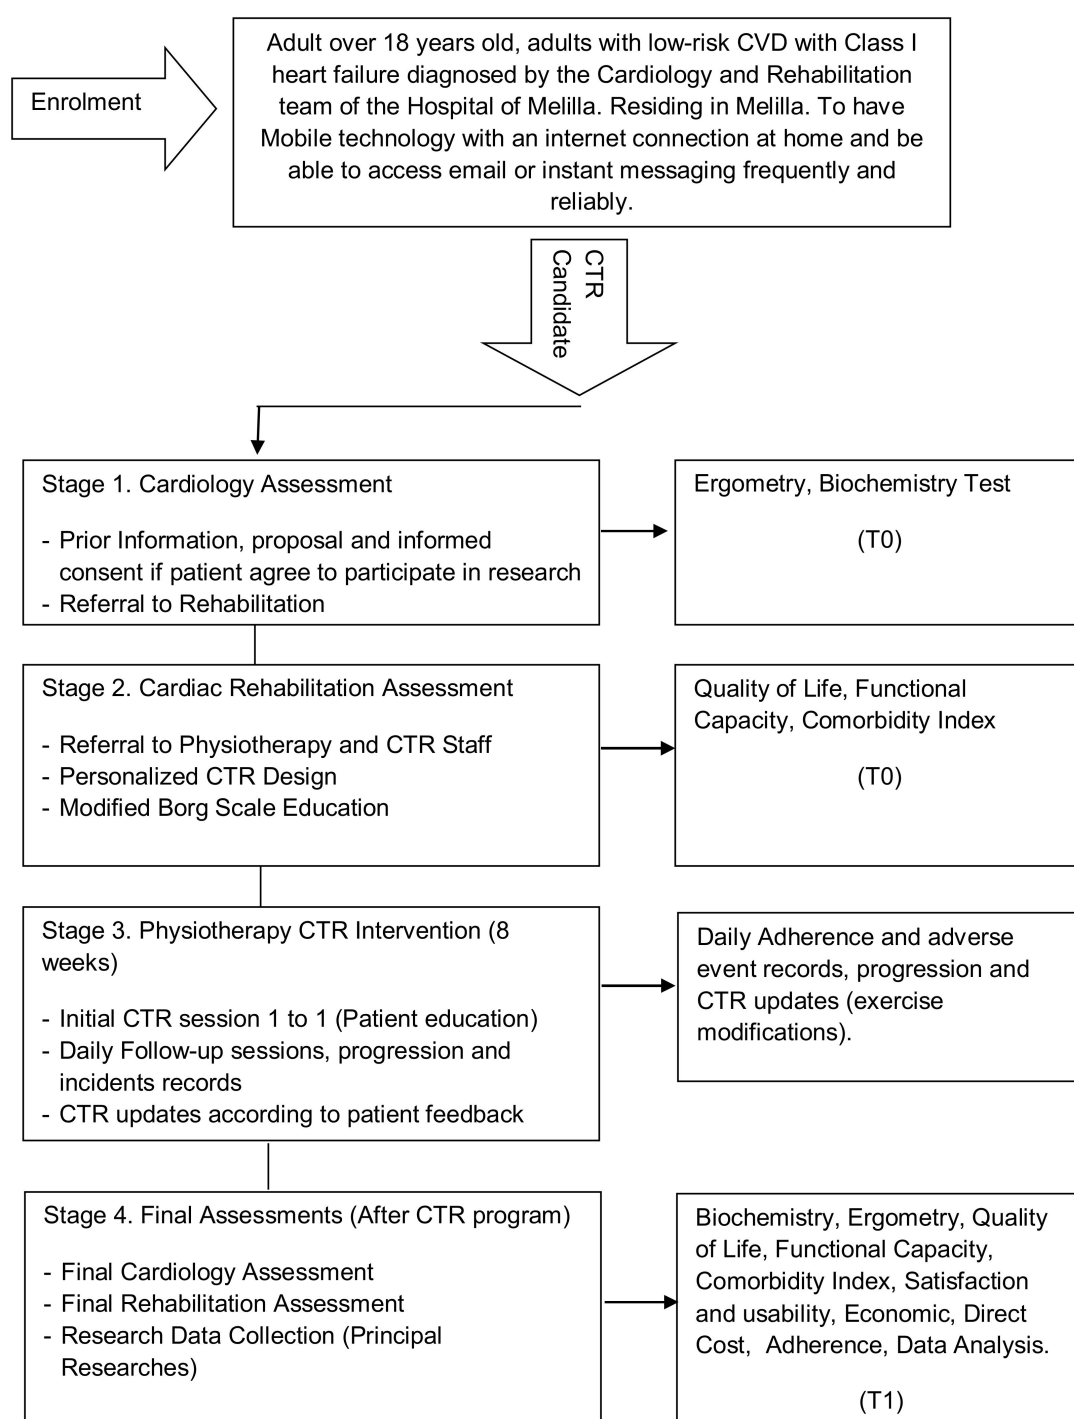 Enrolment
Adult over 18 years old, adults with low-risk CVD with Class I
heart failure diagnosed by the Cardiology and Rehabilitation
team of the Hospital of Melilla. Residing in Melilla. To have
Mobile technology with an internet connection at home and be
able to access email or instant messaging frequently and
reliably.
CTR
Candidate
Stage 1. Cardiology Assessment
- Prior Information, proposal and informed
consent if patient agree to participate in research
- Referral to Rehabilitation
Ergometry, Biochemistry Test
(T0)
Stage 2. Cardiac Rehabilitation Assessment
- Referral to Physiotherapy and CTR Staff
- Personalized CTR Design
- Modified Borg Scale Education
Quality of Life, Functional
Capacity, Comorbidity Index
(T0)
Stage 3. Physiotherapy CTR Intervention (8
weeks)
- Initial CTR session 1 to 1 (Patient education)
- Daily Follow-up sessions, progression and
incidents records
- CTR updates according to patient feedback
Daily Adherence and adverse
event records, progression and
CTR updates (exercise
modifications).
Stage 4. Final Assessments (After CTR program)
- Final Cardiology Assessment
- Final Rehabilitation Assessment
- Research Data Collection (Principal
Researches)
Biochemistry, Ergometry, Quality
of Life, Functional Capacity,
Comorbidity Index, Satisfaction
and usability, Economic, Direct
Cost,  Adherence, Data Analysis.
(T1)